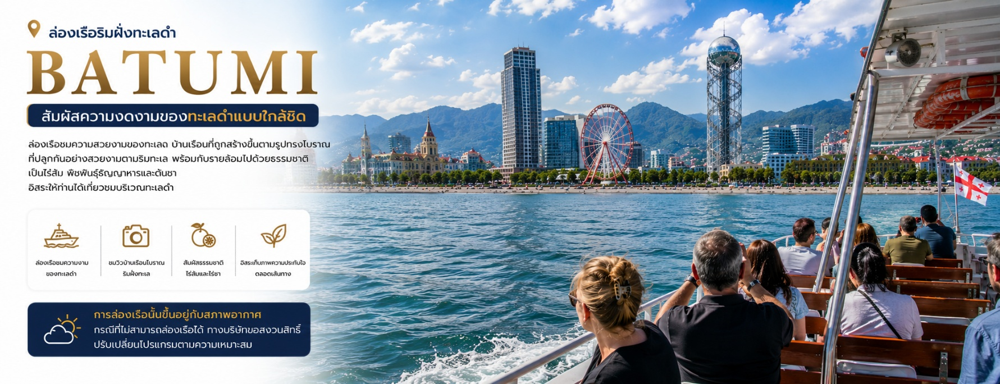 ล่องเรือริมฝั่งทะเลดำ
BATUMI
สัมผัสความงดงามของทะเลดำแบบใกล้ชิด
ล่องเรือชมความสวยงามของทะเลด บ้านเรือนที่ถูกสร้างขึ้นตามรูปทรงโบราณ
ที่ปลูกกันอย่างสวยงามตามริมทะเล พร้อมกับรายล้อมไปด้วยธรรมชาติ
เป็นไร่ส้ม พืชพันธุ์ธัญญาหารและต้นชา
อิสระให้ท่านได้เที่ยวชมบริเวณทะเลดำ
ล่องเรือชมความงาม
ของทะเลดำ
ชมวิวบ้านเรือนโบราณ
ริมฝั่งทะเล
สัมผัสธรรมชาติ
ไร่ส้มและไร่ชา
อิสระเก็บภาพความประทับใจ
ตลอดเส้นทาง
การล่องเรือนั้นขึ้นอยู่กับสภาพอากาศ
กรณีที่ไม่สามารถล่องเรือได้ ทางบริษัทขอสงวนสิทธิ์
ปรับเปลี่ยนโปรแกรมตามความเหมาะสม